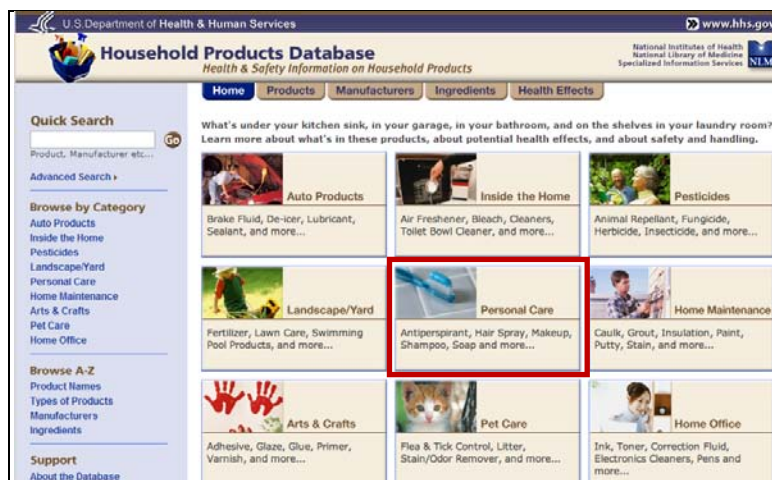 U.S.Department of Health & Human Services
www.hhs.gov
Household Products Database
Health & Safety Information on Household Products
National Institutes of Health
National Library of Medicine
Specialized Information Services
NLM
Home
Products
Manufacturers
Ingredients
Health Effects
Quick Search
Go
Product, Manufacturer etc...
Advanced Search
Browse by Category
Auto Products
Inside the Home
Pesticides
Landscape/Yard
Personal Care
Home Maintenance
Arts & Crafts
Pet Care
Home Office
Browse A-Z
Product Names
Types of Products
Manufacturers
Ingredients
Support
About the Database
What's under your kitchen sink, in your garage, in your bathroom, and on the shelves in your laundry room?
Learn more about what's in these products, about potential health effects, and about safety and handling.
Auto Products
Brake Fluid, De-icer, Lubricant,
Sealant, and more...
Inside the Home
Air Freshener, Bleach, Cleaners,
Toilet Bowl Cleaner, and more...
Pesticides
Animal Repellant, Fungicide,
Herbicide, Insecticide, and more...
Landscape/Yard
Fertilizer, Lawn Care, Swimming
Pool Products, and more...
Personal Care
Antiperspirant, Hair Spray, Makeup,
Shampoo, Soap and more...
Home Maintenance
Caulk, Grout, Insulation, Paint,
Putty, Stain, and more...
Arts & Crafts
Adhesive, Glaze, Glue, Primer,
Varnish, and more...
Pet Care
Flea & Tick Control, Litter,
Stain/Odor Remover, and more...
Home Office
Ink, Toner, Correction Fluid,
Electronics Cleaners, Pens and
more...